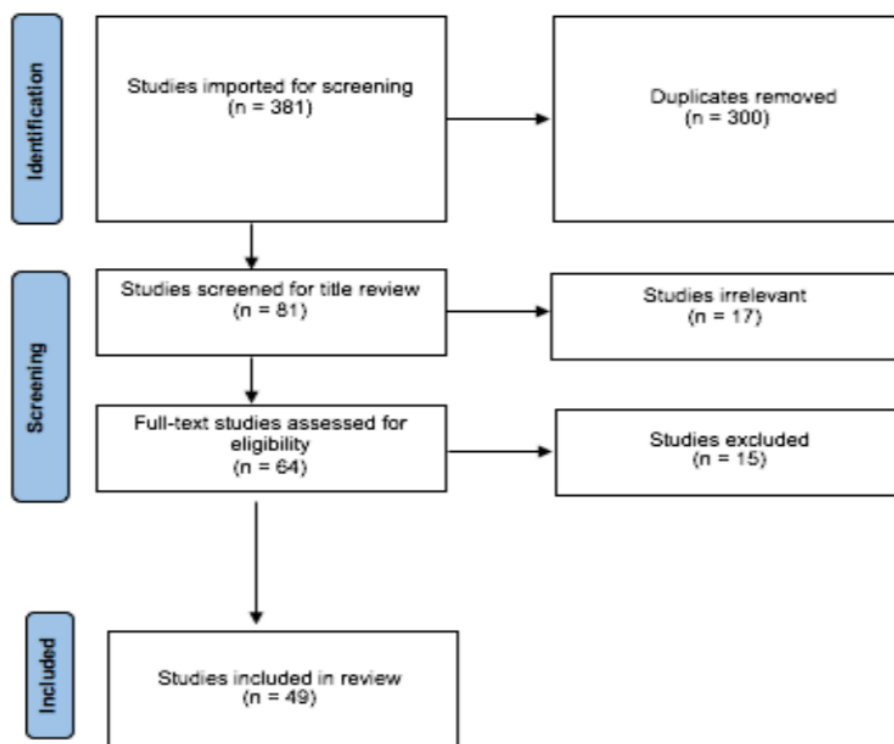 Identification
Studies imported for screening
(n = 381)
Duplicates removed
(n = 300)
Screening
Studies screened for title review
(n = 81)
Studies irrelevant
(n = 17)
Full-text studies assessed for
eligibility
(n = 64)
Studies excluded
(n = 15)
Included
Studies included in review
(n = 49)